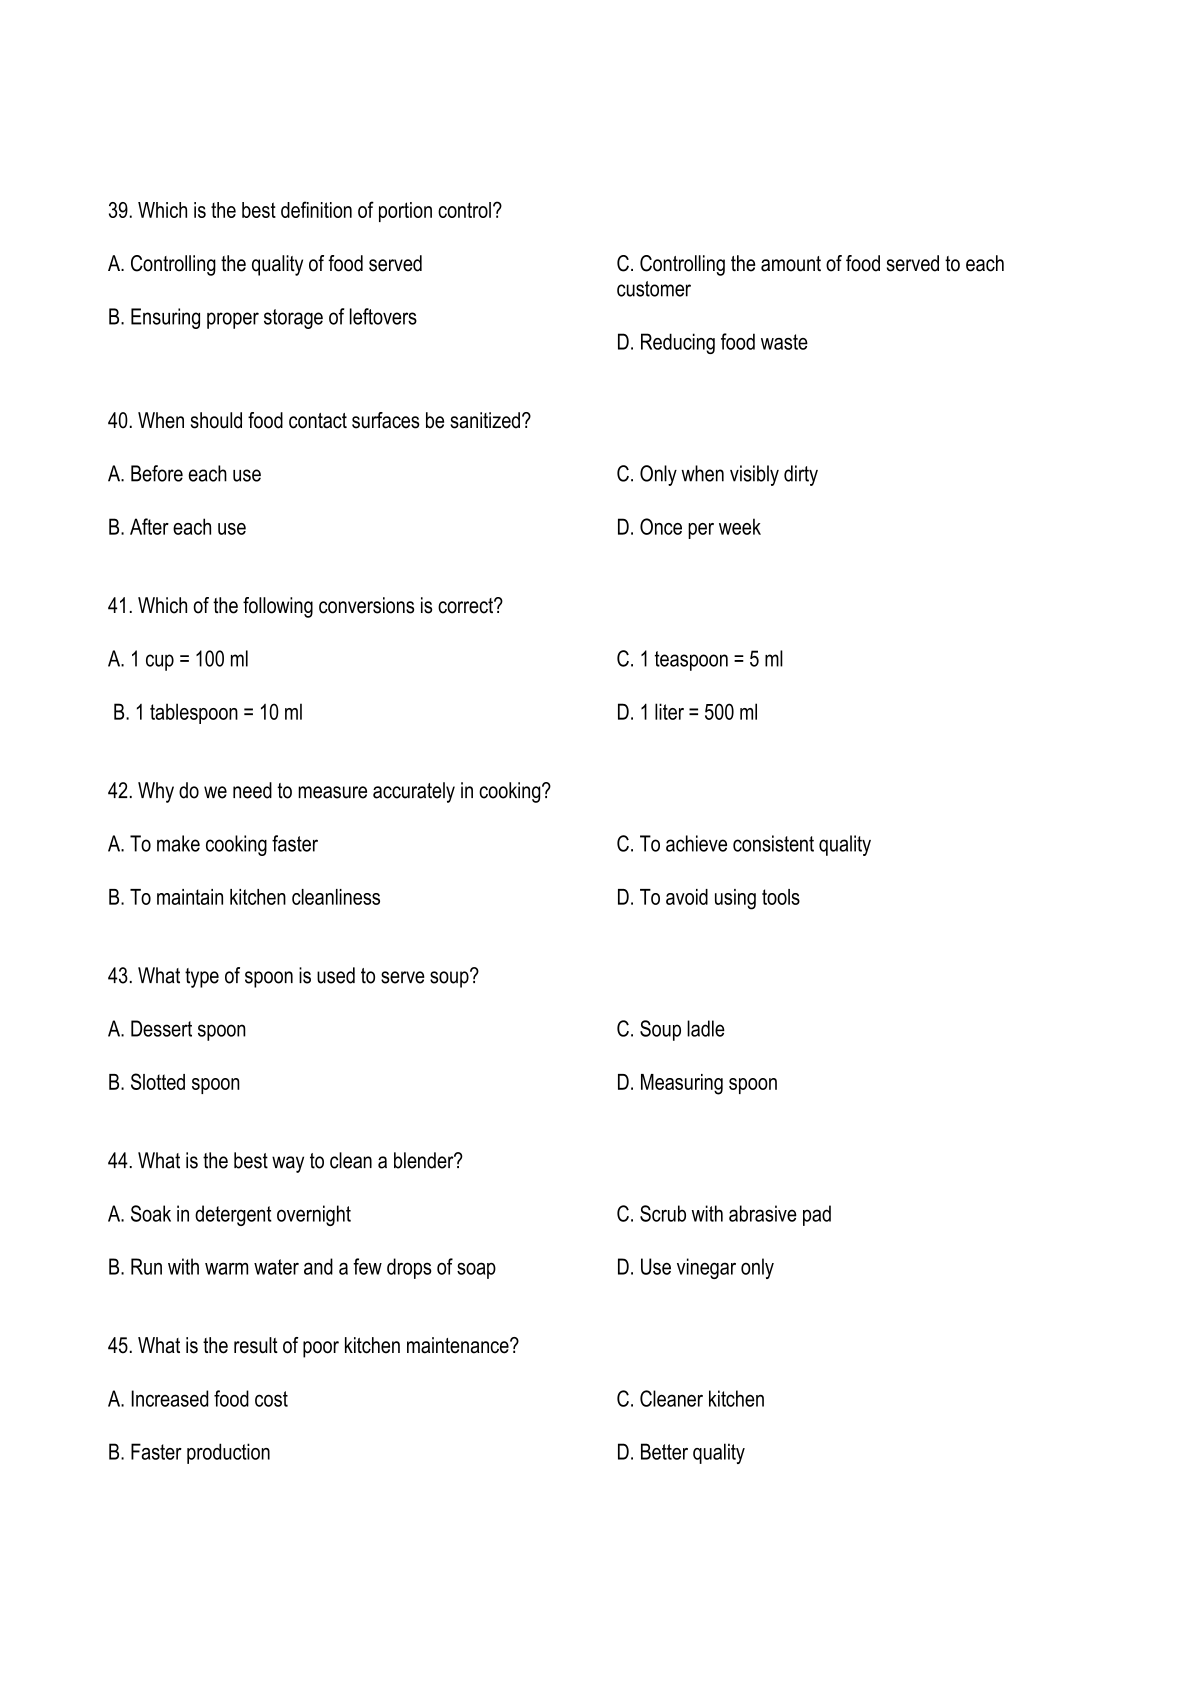 39. Which is the best definition of portion control?
A. Controlling the quality of food served
B. Ensuring proper storage of leftovers
C. Controlling the amount of food served to each
customer
D. Reducing food waste
40. When should food contact surfaces be sanitized?
A. Before each use
B. After each use
C. Only when visibly dirty
D. Once per week
41. Which of the following conversions is correct?
A. 1 cup = 100 ml
B. 1 tablespoon = 10 ml
C. 1 teaspoon = 5 ml
D. 1 liter = 500 ml
42. Why do we need to measure accurately in cooking?
A. To make cooking faster
B. To maintain kitchen cleanliness
C. To achieve consistent quality
D. To avoid using tools
43. What type of spoon is used to serve soup?
A. Dessert spoon
B. Slotted spoon
C. Soup ladle
D. Measuring spoon
44. What is the best way to clean a blender?
A. Soak in detergent overnight
B. Run with warm water and a few drops of soap
C. Scrub with abrasive pad
D. Use vinegar only
45. What is the result of poor kitchen maintenance?
A. Increased food cost
B. Faster production
C. Cleaner kitchen
D. Better quality